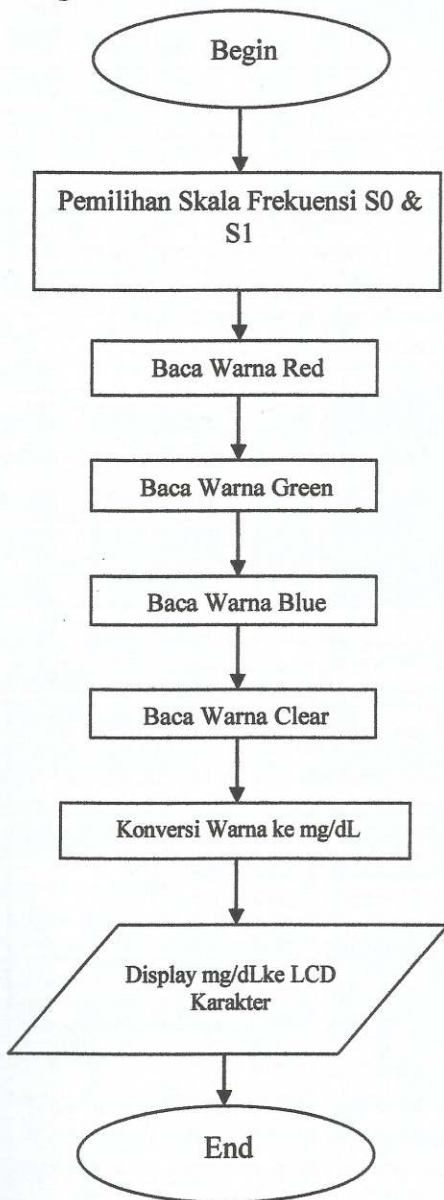 Begin
Pemilihan Skala Frekuensi S0 &
S1
Baca Warna Red
Baca Warna Green
Baca Warna Blue
Baca Warna Clear
Konversi Warna ke mg/dL
Display mg/dLke LCD
Karakter
End